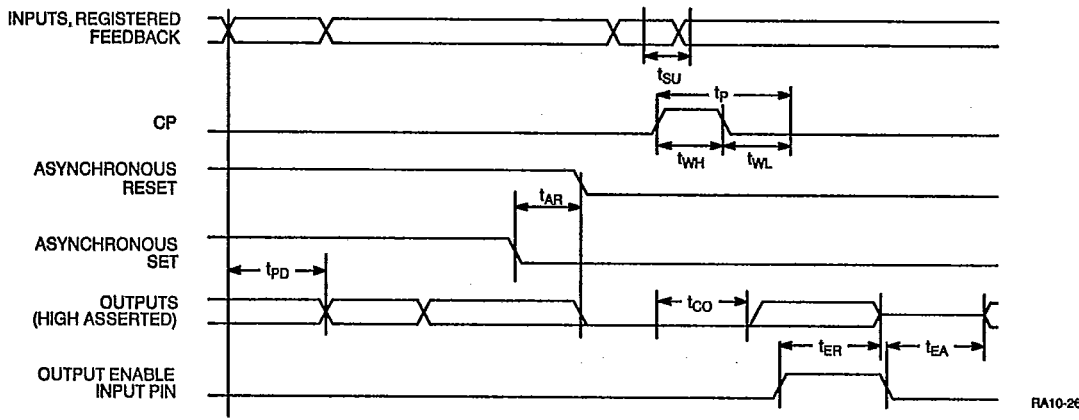 INPUTS, REGISTERED
FEEDBACK
tSU
tP
CP
tWH
tWL
ASYNCHRONOUS
RESET
tAR
ASYNCHRONOUS
SET
tPD
OUTPUTS
(HIGH ASSERTED)
tCO
tER
tEA
OUTPUT ENABLE
INPUT PIN
RA10-26